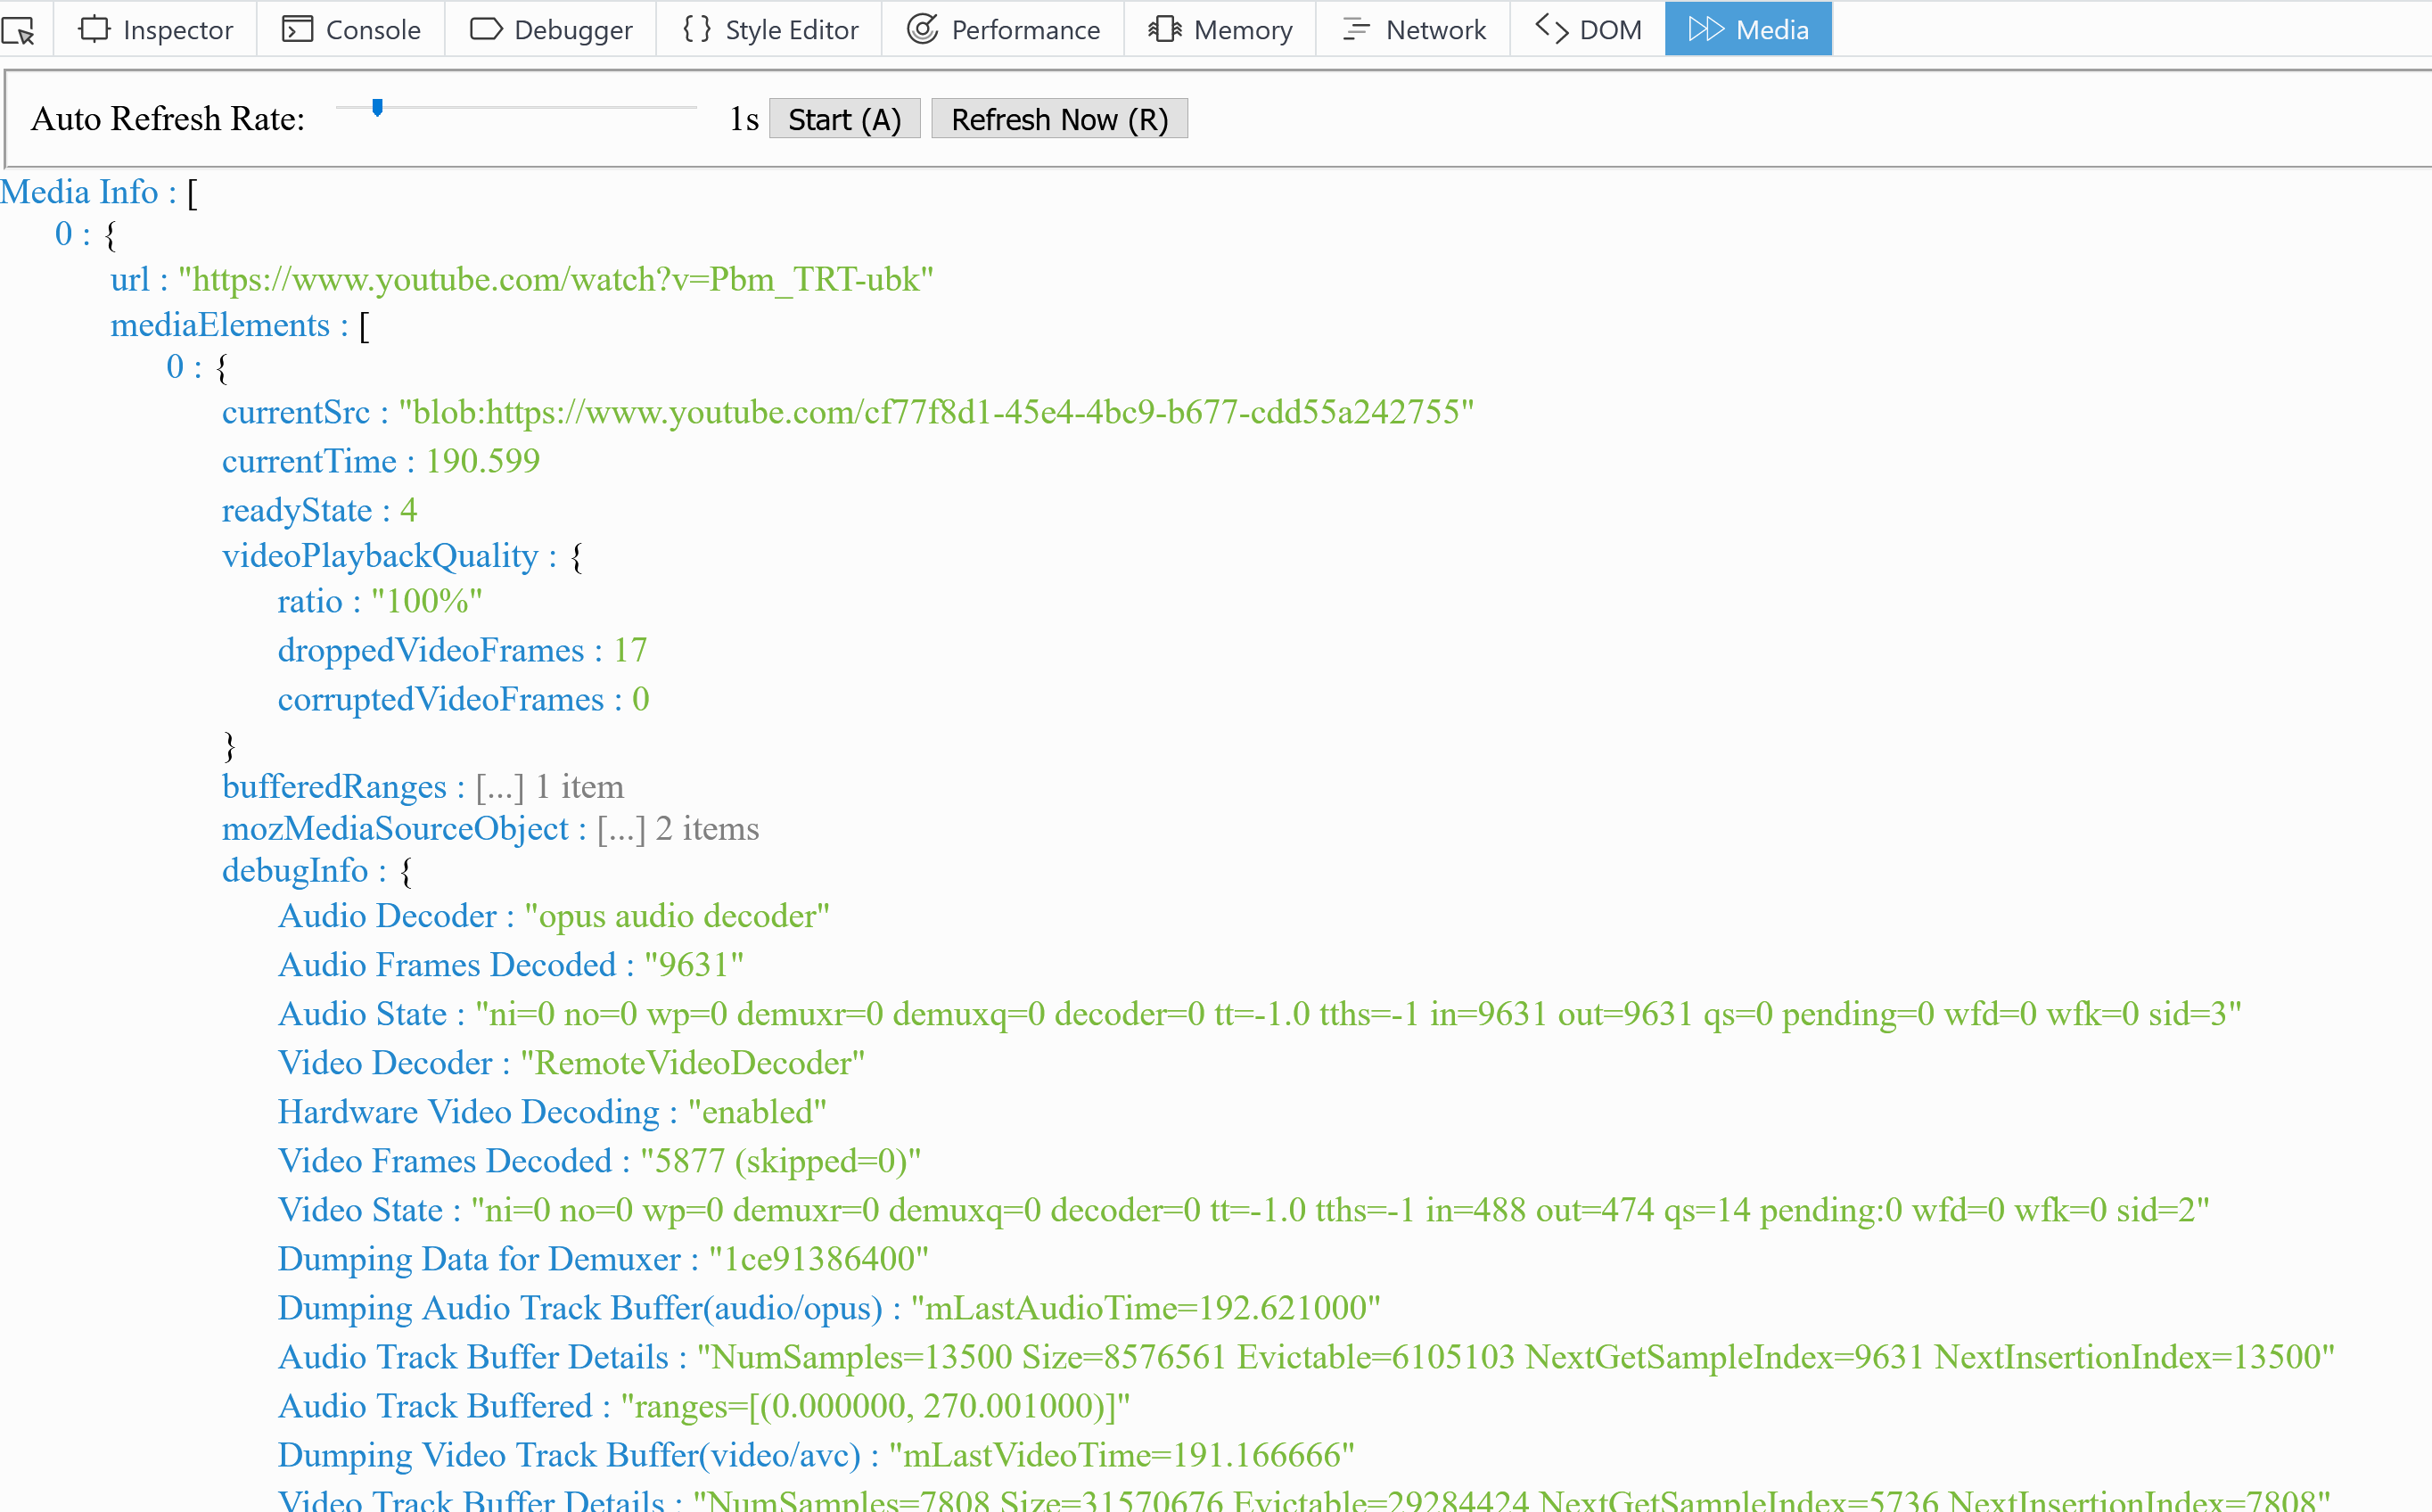 Inspector Console Debugger {} Style Editor Performance Memory Network DOM Media
Auto Refresh Rate: 1s Start (A) Refresh Now (R)
Media Info : [
0 : {
url : "https://www.youtube.com/watch?v=Pbm_TRT-ubk"
mediaElements : [
0 : {
currentSrc : "blob:https://www.youtube.com/cf77f8d1-45e4-4bc9-b677-cdd55a242755"
currentTime : 190.599
readyState : 4
videoPlaybackQuality : {
ratio : "100%"
droppedVideoFrames : 17
corruptedVideoFrames : 0
}
bufferedRanges : [...] 1 item
mozMediaSourceObject : [...] 2 items
debugInfo : {
Audio Decoder : "opus audio decoder"
Audio Frames Decoded : "9631"
Audio State : "ni=0 no=0 wp=0 demuxr=0 demuxq=0 decoder=0 tt=-1.0 tths=-1 in=9631 out=9631 qs=0 pending=0 wfd=0 wfk=0 sid=3"
Video Decoder : "RemoteVideoDecoder"
Hardware Video Decoding : "enabled"
Video Frames Decoded : "5877 (skipped=0)"
Video State : "ni=0 no=0 wp=0 demuxr=0 demuxq=0 decoder=0 tt=-1.0 tths=-1 in=488 out=474 qs=14 pending:0 wfd=0 wfk=0 sid=2"
Dumping Data for Demuxer : "1ce91386400"
Dumping Audio Track Buffer(audio/opus) : "mLastAudioTime=192.621000"
Audio Track Buffer Details : "NumSamples=13500 Size=8576561 Evictable=6105103 NextGetSampleIndex=9631 NextInsertionIndex=13500"
Audio Track Buffered : "ranges=[(0.000000, 270.001000)]"
Dumping Video Track Buffer(video/avc) : "mLastVideoTime=191.166666"
Video Track Buffer Details : "NumSamples=7808 Size=31570676 Evictable=29284424 NextGetSampleIndex=5736 NextInsertionIndex=7808"